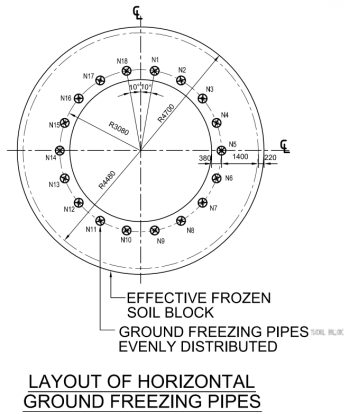 ℄
N18 N1
N17 N2
10° 10°
N16 N3
R4700
N15 N4
R3080
N14 N5 ℄
380 1400 220
R4480
N13 N6
N12 N7
N11 N8
N10 N9
EFFECTIVE FROZEN
SOIL BLOCK
GROUND FREEZING PIPES
EVENLY DISTRIBUTED
LAYOUT OF HORIZONTAL
GROUND FREEZING PIPES